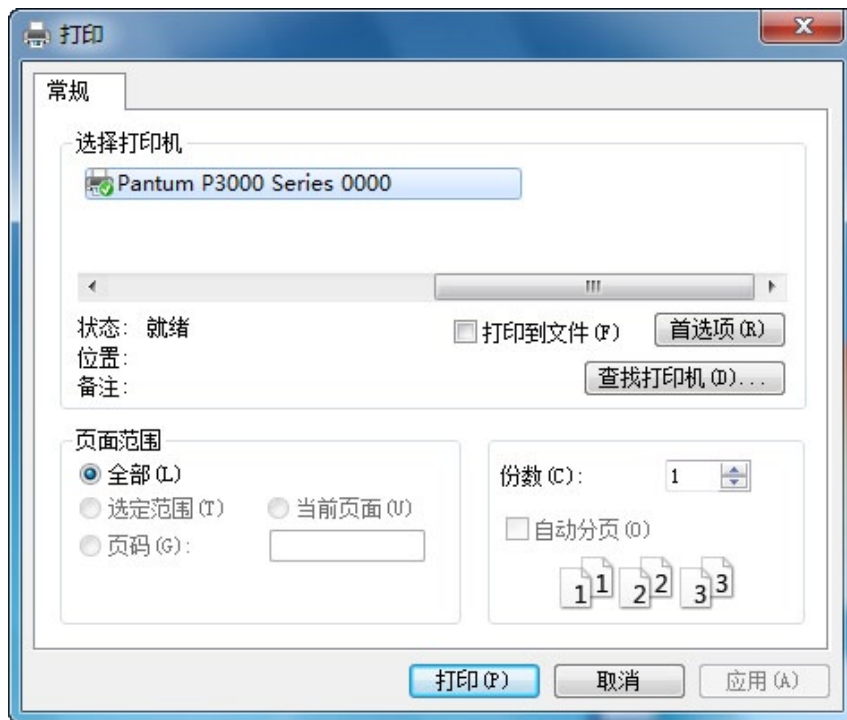 打印
常规
选择打印机
Pantum P3000 Series 0000
状态: 就绪
打印到文件(F)
首选项(R)
位置:
备注:
查找打印机(D)...
页面范围
全部(L)
选定范围(T) 当前页面(U)
页码(G):
份数(C): 1
自动分页(O)
1 1 2 2 3 3
打印(P) 取消 应用(A)